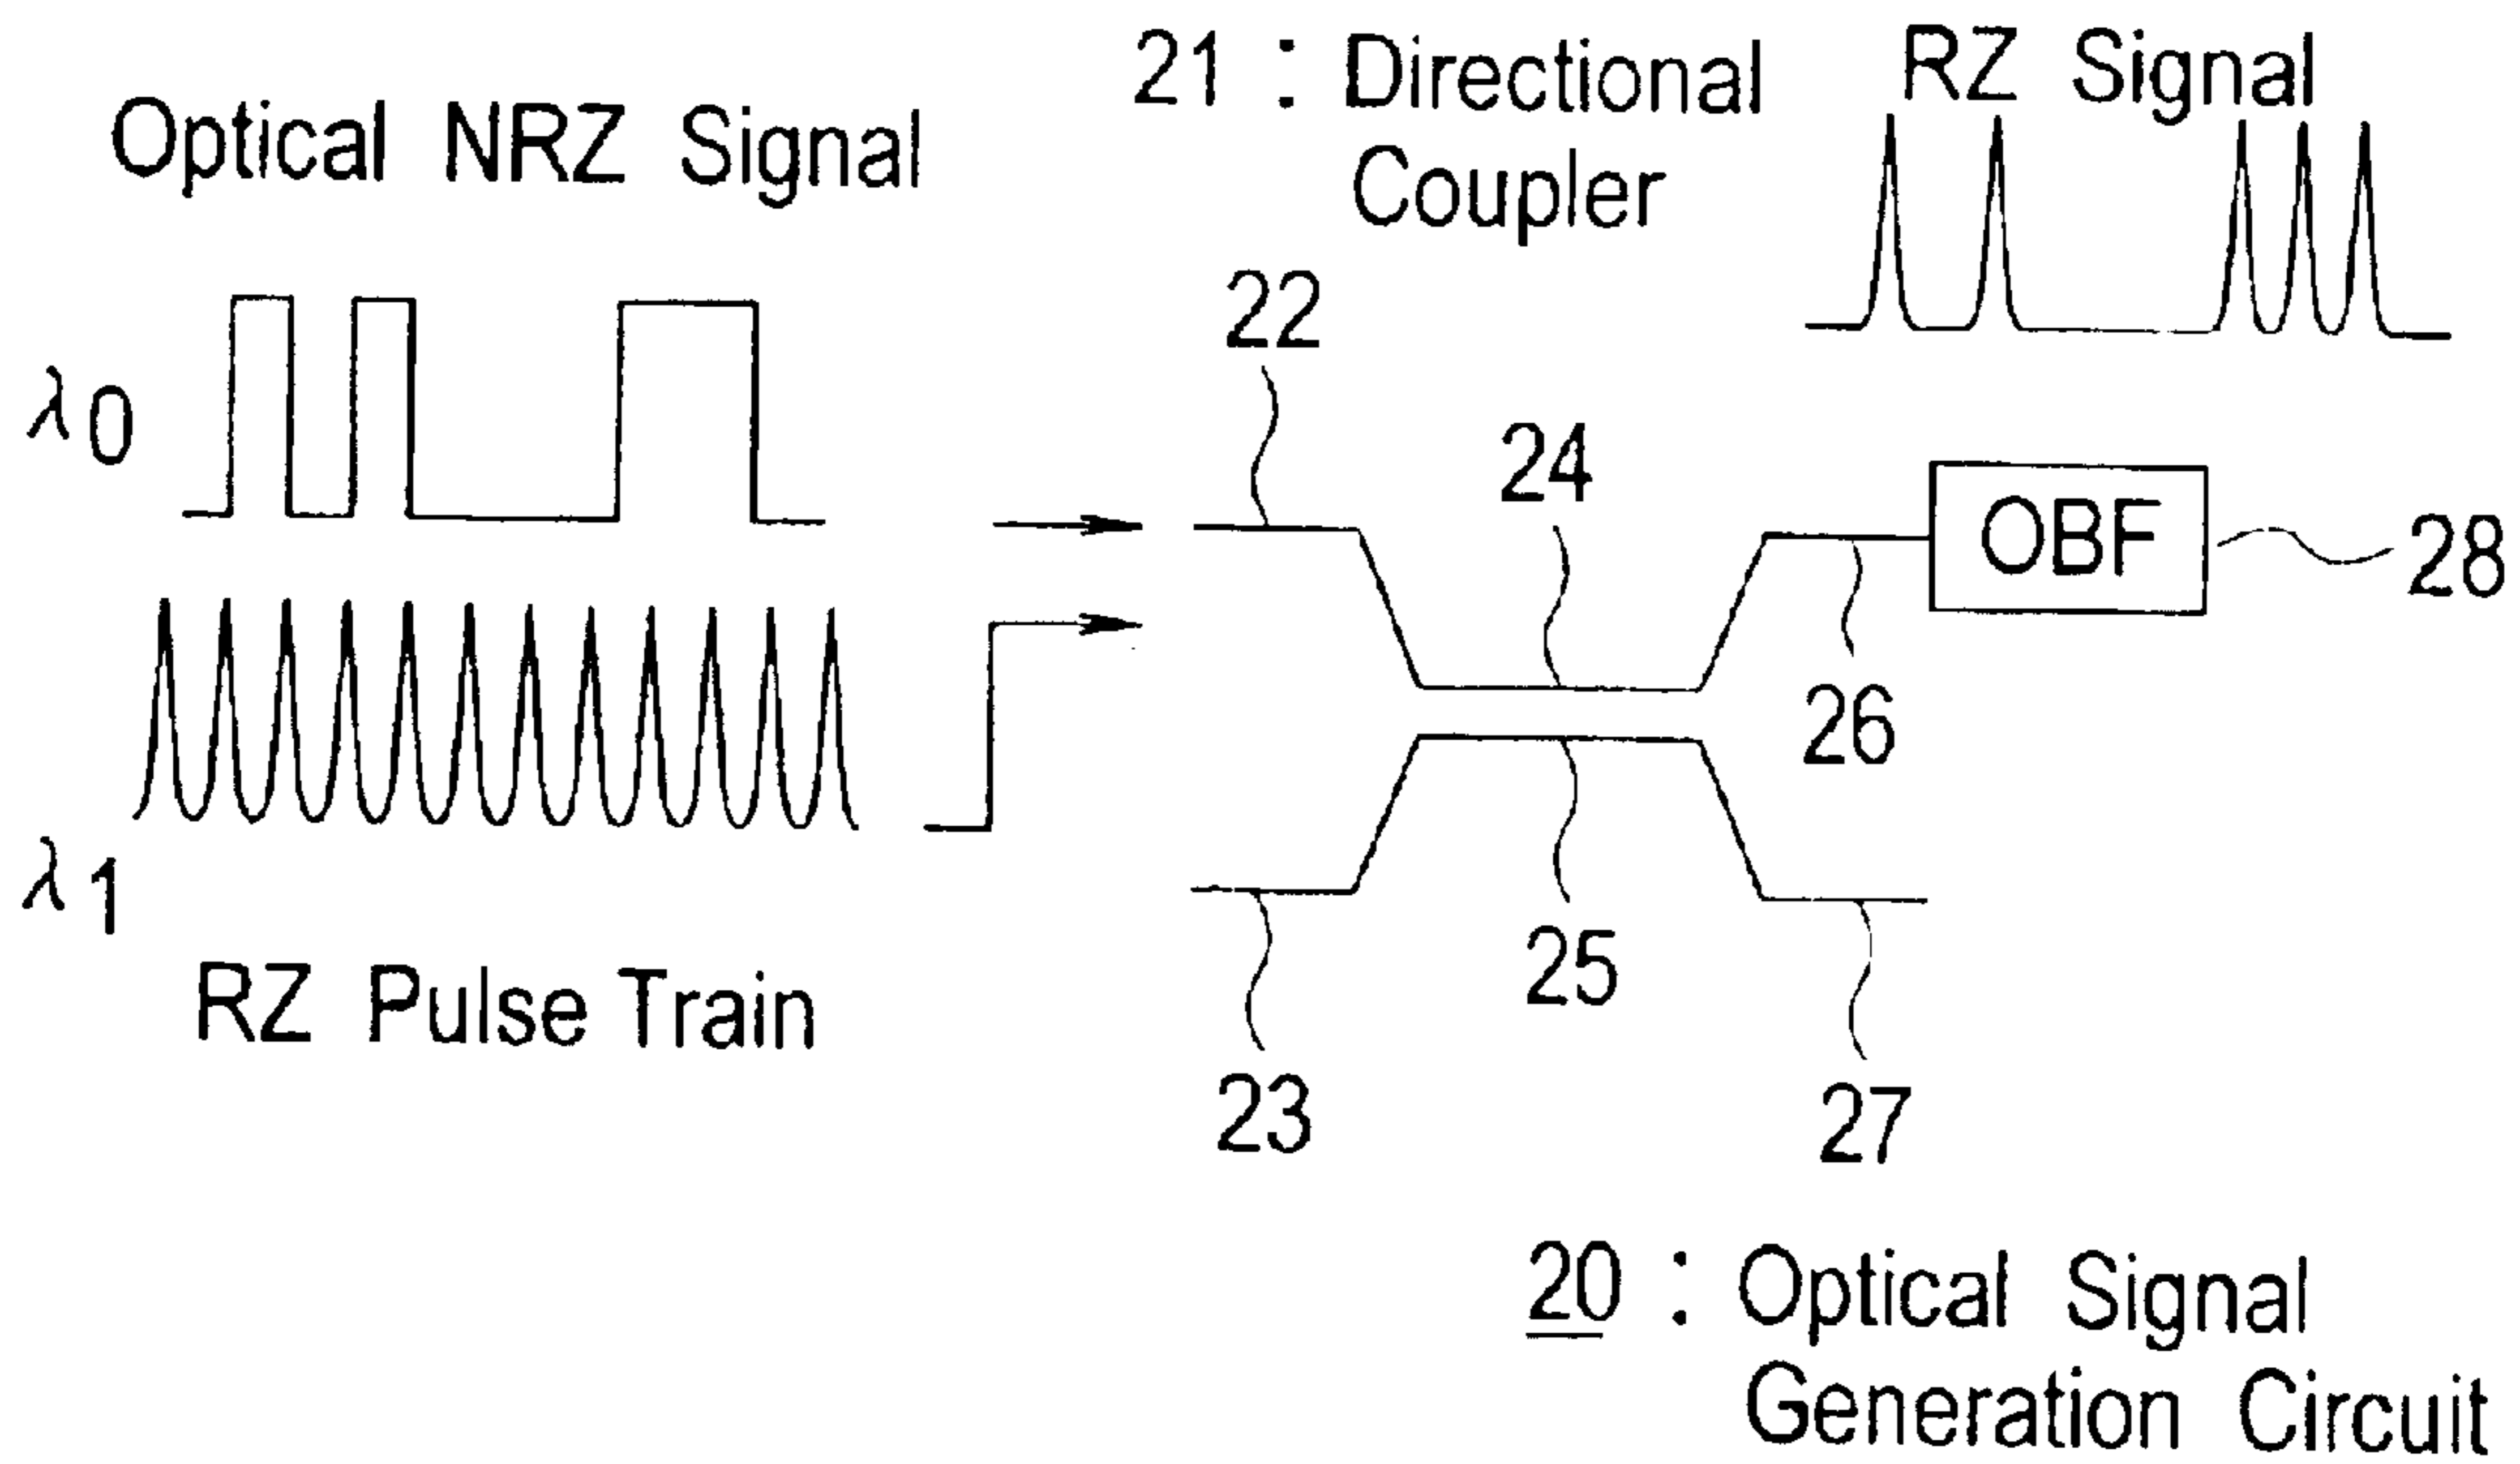 21 : Directional
Coupler
RZ Signal
Optical NRZ Signal
22
λ0
24
OBF
28
26
λ1
25
RZ Pulse Train
23
27
20 : Optical Signal
Generation Circuit